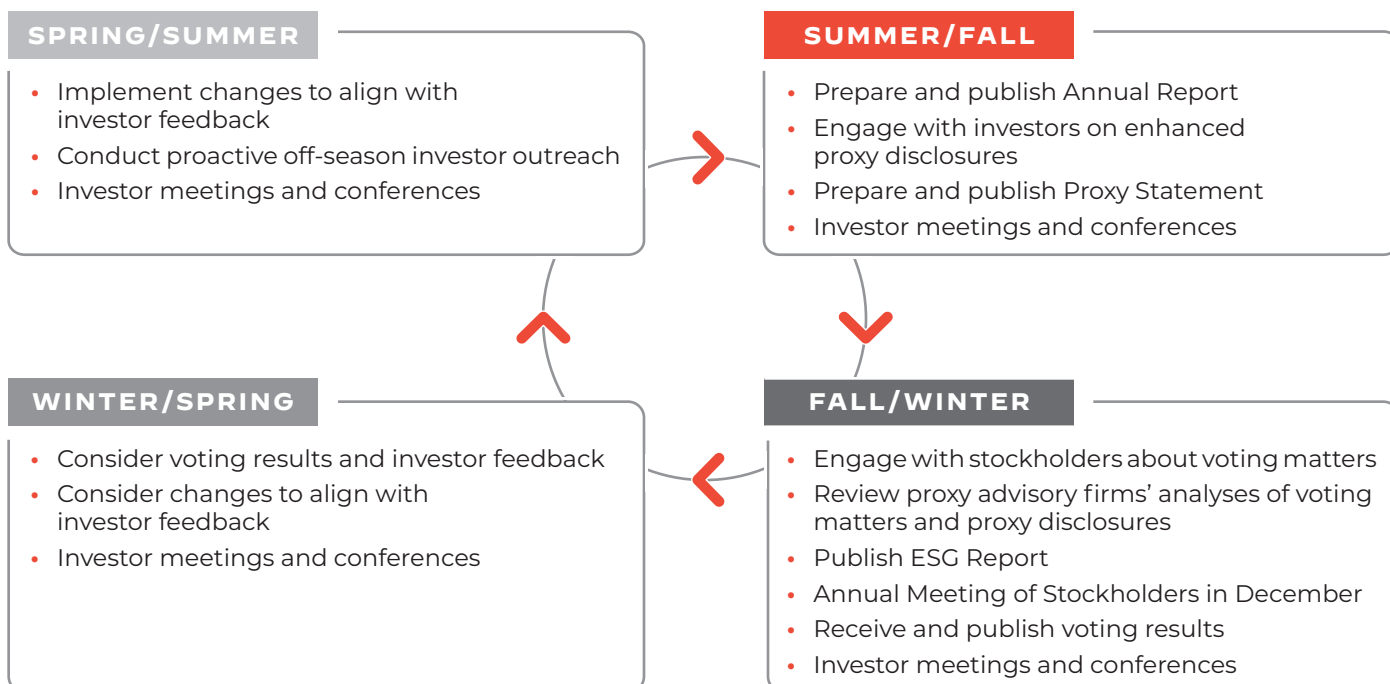 SPRING/SUMMER
• Implement changes to align with
investor feedback
• Conduct proactive off-season investor outreach
• Investor meetings and conferences
SUMMER/FALL
• Prepare and publish Annual Report
• Engage with investors on enhanced
proxy disclosures
• Prepare and publish Proxy Statement
• Investor meetings and conferences
WINTER/SPRING
• Consider voting results and investor feedback
• Consider changes to align with
investor feedback
• Investor meetings and conferences
FALL/WINTER
• Engage with stockholders about voting matters
• Review proxy advisory firms’ analyses of voting
matters and proxy disclosures
• Publish ESG Report
• Annual Meeting of Stockholders in December
• Receive and publish voting results
• Investor meetings and conferences